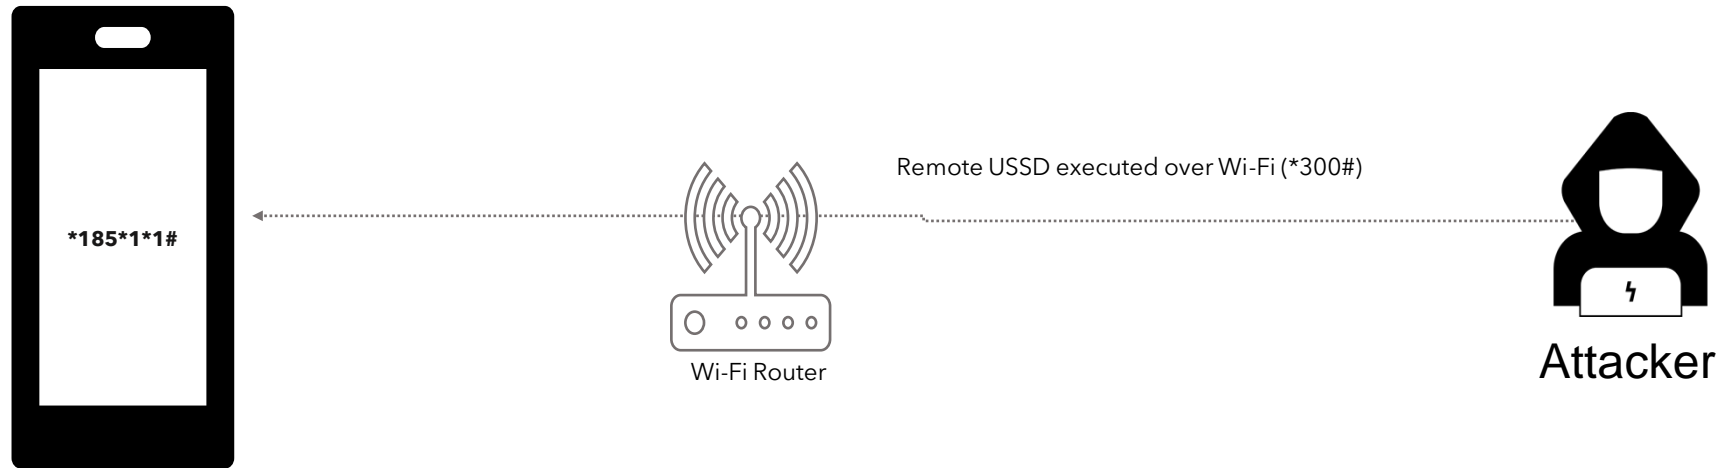 Remote USSD executed over Wi-Fi (*300#)
*185*1*1#
Wi-Fi Router
Attacker